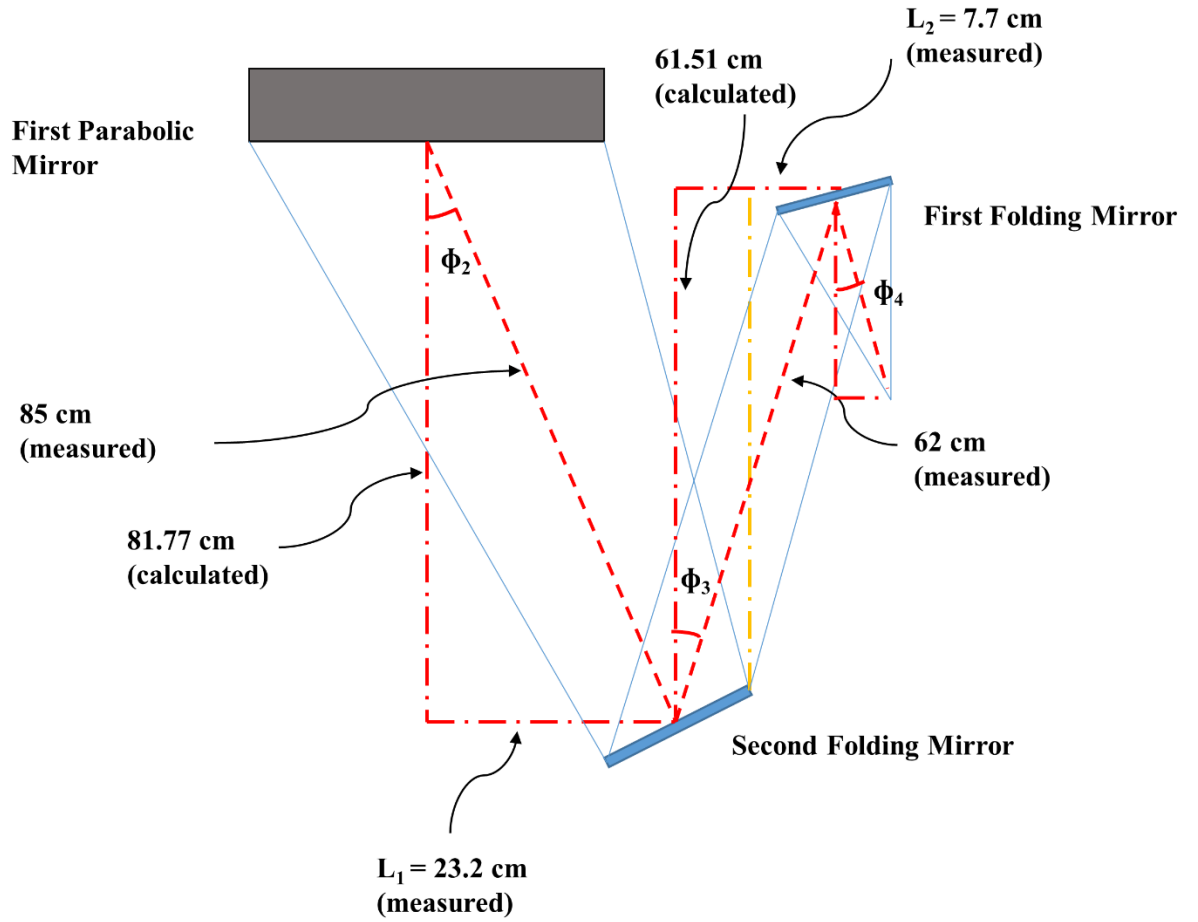 L₂ = 7.7 cm
(measured)
61.51 cm
(calculated)
First Parabolic
Mirror
First Folding Mirror
ϕ₂
ϕ₄
85 cm
(measured)
62 cm
(measured)
81.77 cm
(calculated)
ϕ₃
Second Folding Mirror
L₁ = 23.2 cm
(measured)